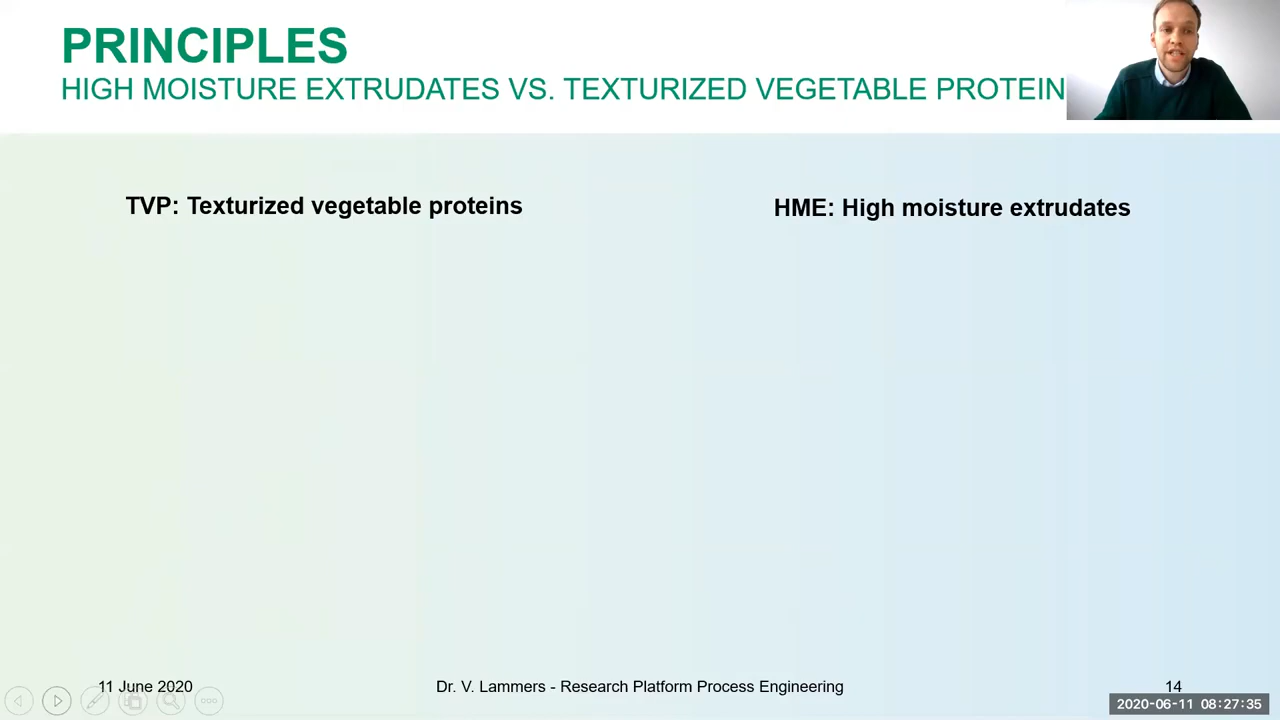 PRINCIPLES
HIGH MOISTURE EXTRUDATES VS. TEXTURIZED VEGETABLE PROTEIN
TVP: Texturized vegetable proteins
HME: High moisture extrudates
11 June 2020
Dr. V. Lammers - Research Platform Process Engineering
14
2020-06-11 08:27:35